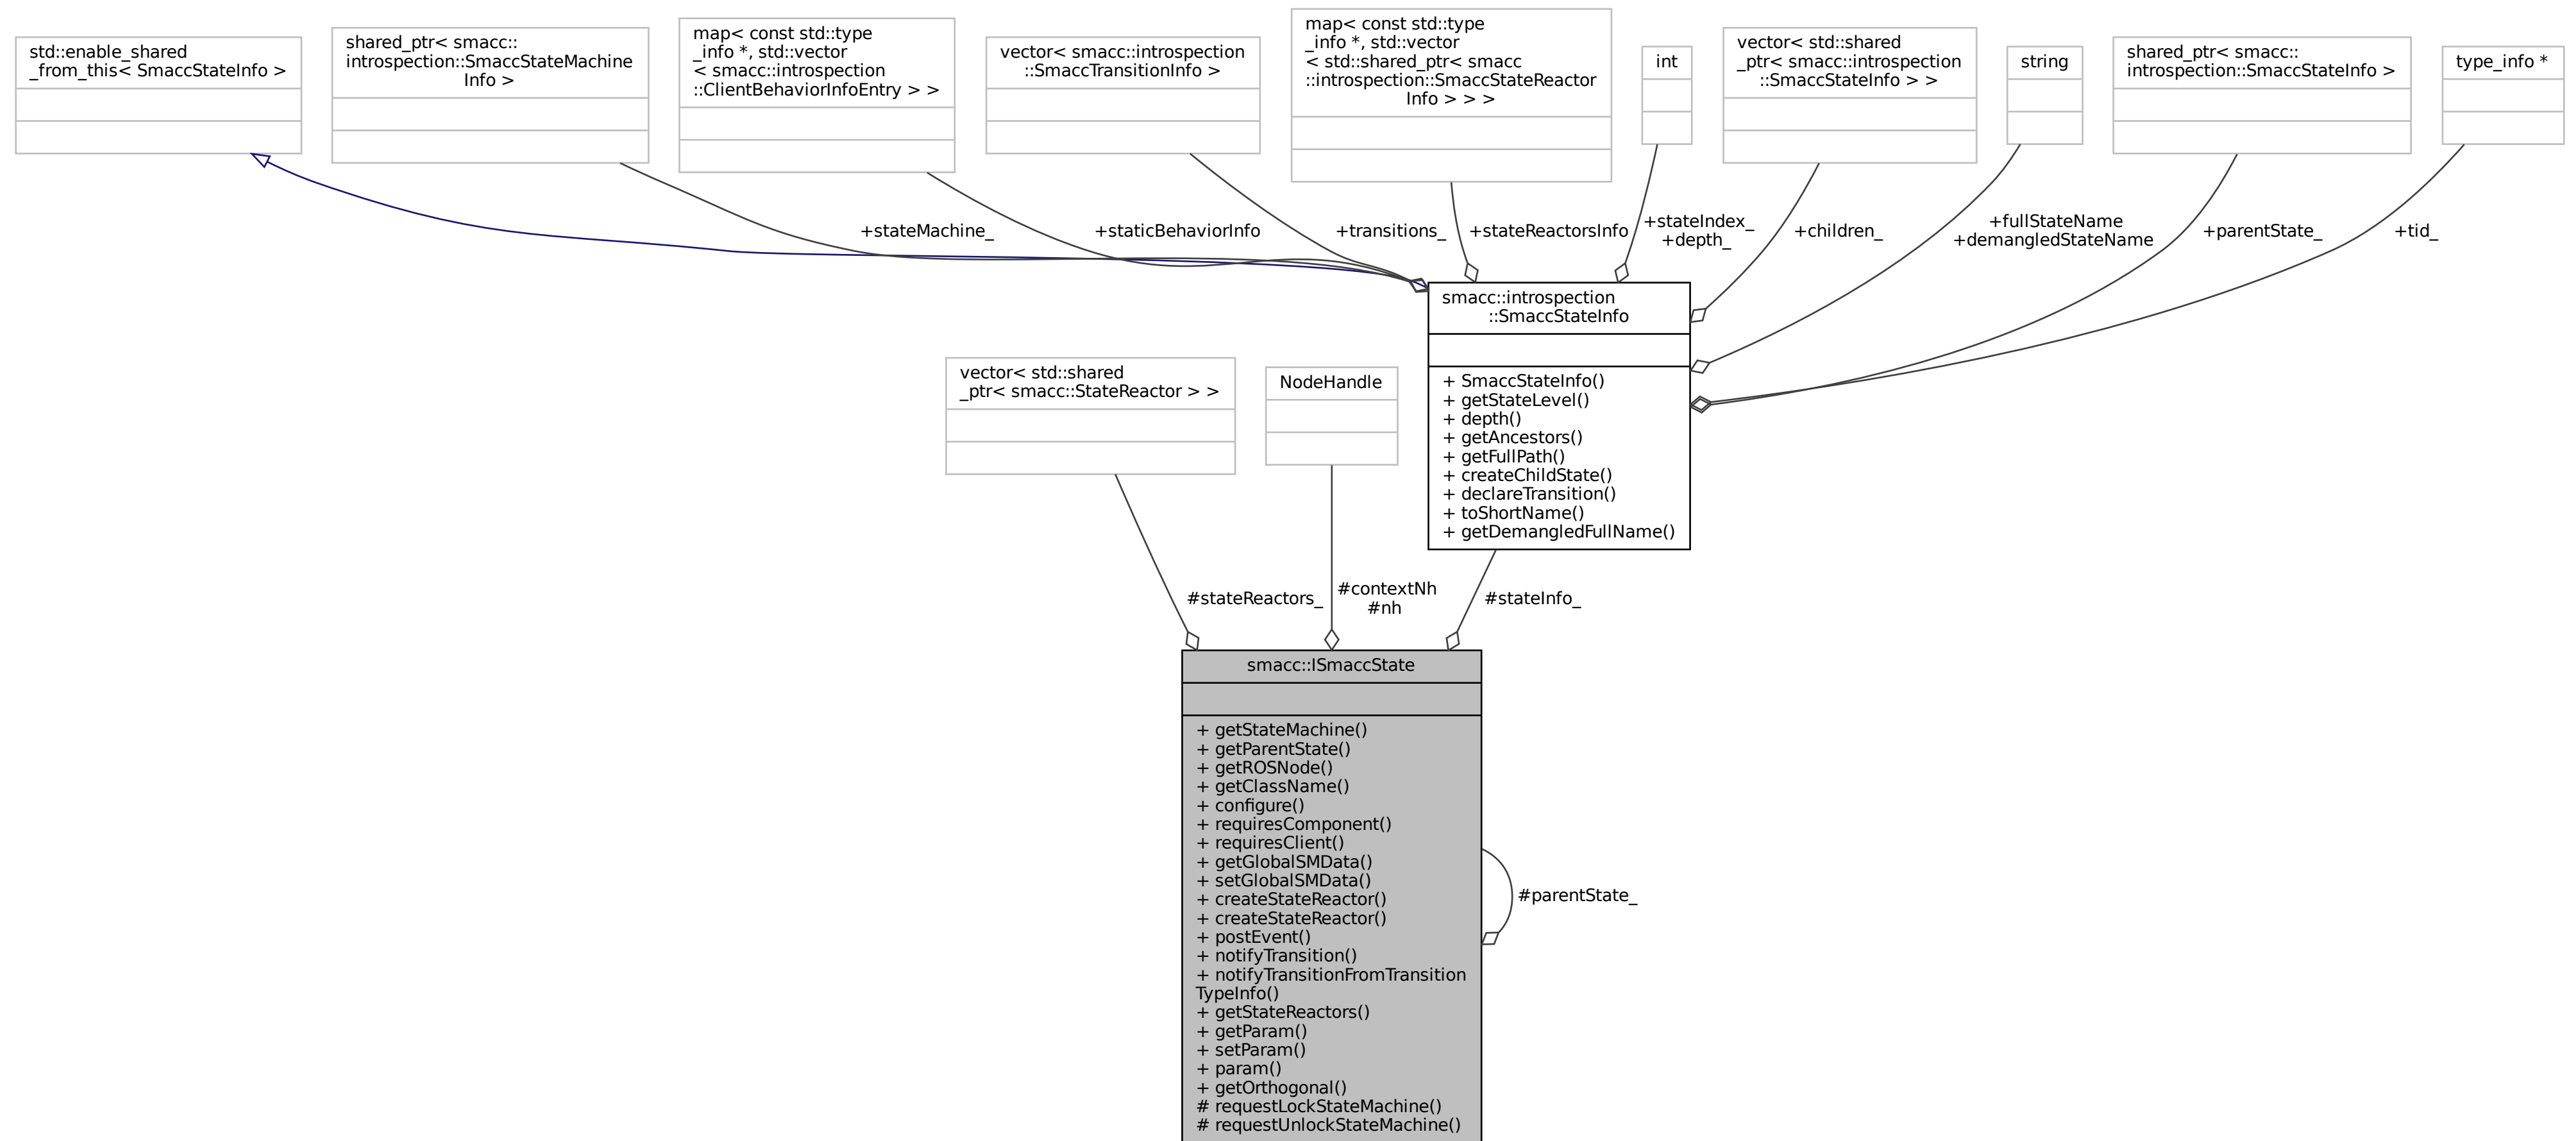 std::enable_shared
_from_this< SmaccStateInfo >
shared_ptr< smacc::
introspection::SmaccStateMachine
Info >
map< const std::type
_info *, std::vector
< smacc::introspection
::ClientBehaviorInfoEntry > >
vector< smacc::introspection
::SmaccTransitionInfo >
map< const std::type
_info *, std::vector
< std::shared_ptr< smacc
::introspection::SmaccStateReactor
Info > > >
int
vector< std::shared
_ptr< smacc::introspection
::SmaccStateInfo > >
string
shared_ptr< smacc::
introspection::SmaccStateInfo >
type_info *
+stateMachine_
+staticBehaviorInfo
+transitions_
+stateReactorsInfo
+stateIndex_
+depth_
+children_
+fullStateName
+demangledStateName
+parentState_
+tid_
smacc::introspection
::SmaccStateInfo
+ SmaccStateInfo()
+ getStateLevel()
+ depth()
+ getAncestors()
+ getFullPath()
+ createChildState()
+ declareTransition()
+ toShortName()
+ getDemangledFullName()
vector< std::shared
_ptr< smacc::StateReactor > >
NodeHandle
#stateReactors_
#contextNh
#nh
#stateInfo_
smacc::ISmaccState
+ getStateMachine()
+ getParentState()
+ getROSNode()
+ getClassName()
+ configure()
+ requiresComponent()
+ requiresClient()
+ getGlobalSMData()
+ setGlobalSMData()
+ createStateReactor()
+ createStateReactor()
+ postEvent()
+ notifyTransition()
+ notifyTransitionFromTransition
TypeInfo()
+ getStateReactors()
+ getParam()
+ setParam()
+ param()
+ getOrthogonal()
# requestLockStateMachine()
# requestUnlockStateMachine()
#parentState_